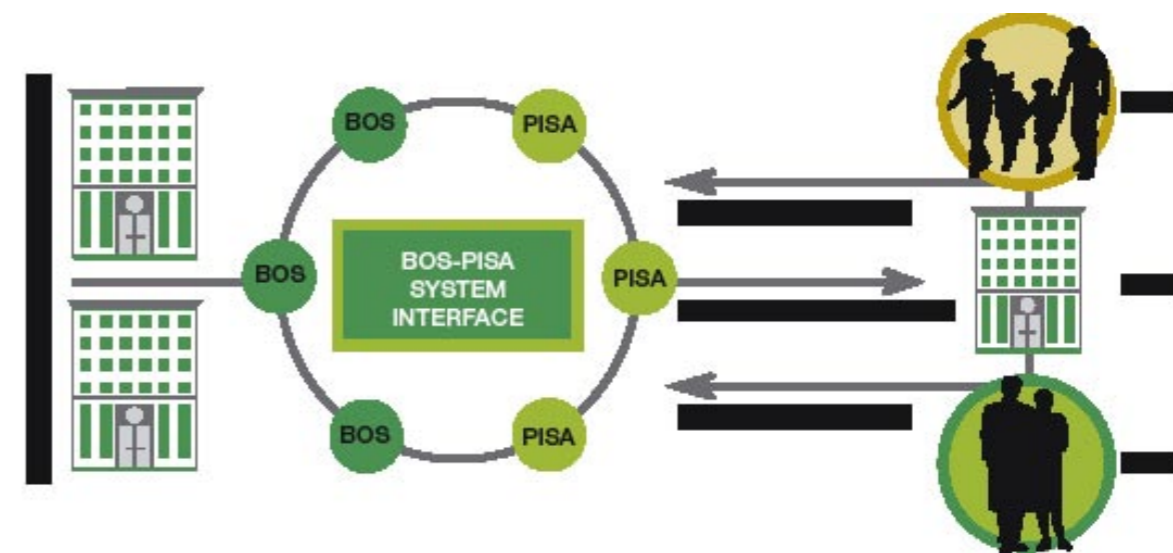 BOS
PISA
BOS
BOS-PISA
SYSTEM
INTERFACE
PISA
BOS
PISA